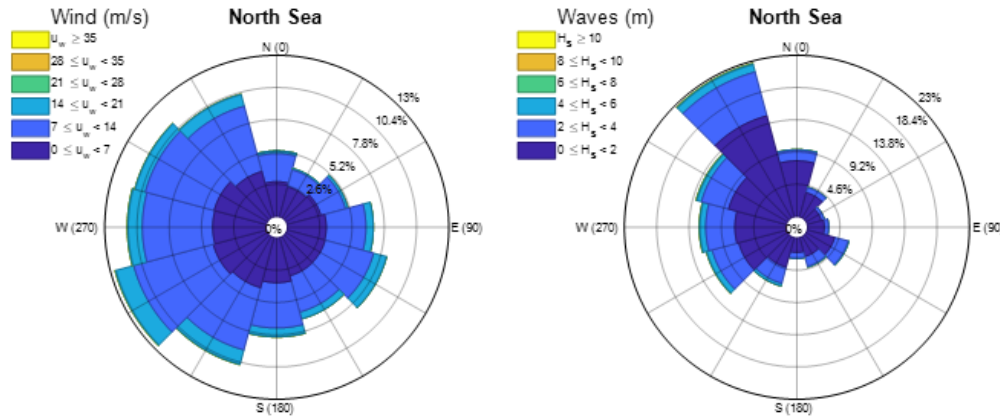 Wind (m/s)
North Sea
u_w ≥ 35
28 ≤ u_w < 35
21 ≤ u_w < 28
14 ≤ u_w < 21
7 ≤ u_w < 14
0 ≤ u_w < 7
N (0)
13%
10.4%
7.8%
5.2%
2.6%
0%
W (270)
E (90)
S (180)
Waves (m)
North Sea
H_s ≥ 10
8 ≤ H_s < 10
6 ≤ H_s < 8
4 ≤ H_s < 6
2 ≤ H_s < 4
0 ≤ H_s < 2
N (0)
23%
18.4%
13.8%
9.2%
4.6%
0%
W (270)
E (90)
S (180)